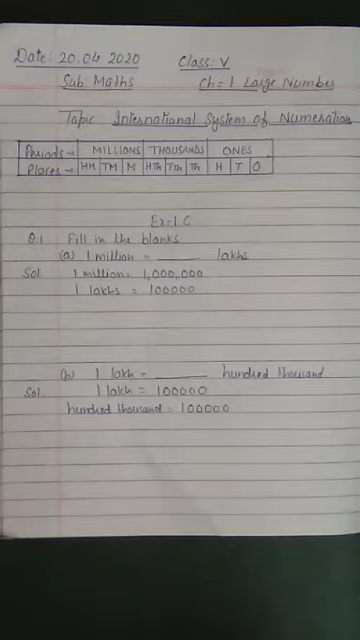 Date: 20.04 2020 Class: V
Sub: Maths Ch= 1 Large Number
Topic International System of Numeration
Periods → MILLIONS THOUSANDS ONES
Places → HM TM M HTh TTh Th H T O
Ex=1 C
Q.1 Fill in the blanks
(a) 1 million = ______ lakhs
Sol 1 million = 1,000,000
1 lakhs = 100000
(b) 1 lakh = ______ hundred thousand
Sol. 1 lakh = 100000
hundred thousand = 100000